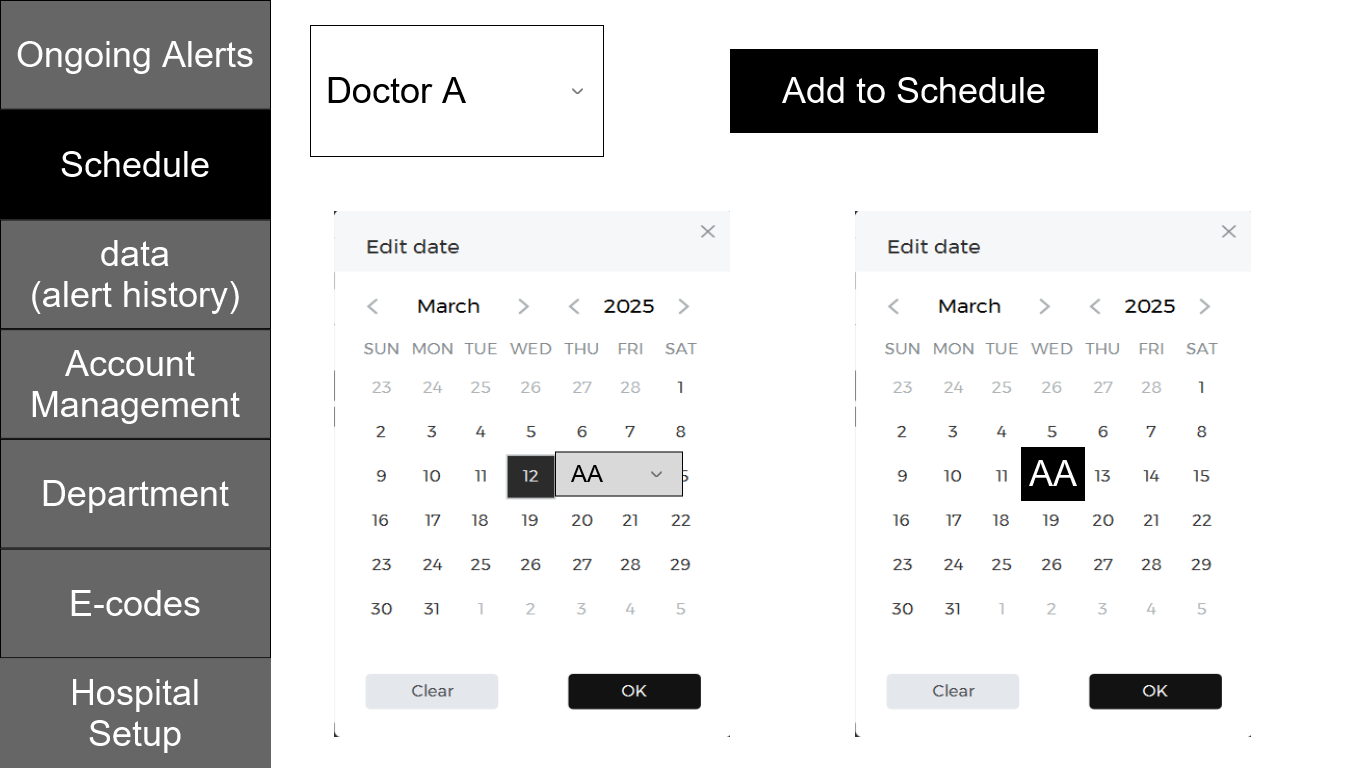 Ongoing Alerts
Schedule
data
(alert history)
Account
Management
Department
E-codes
Hospital
Setup
Doctor A
Add to Schedule
Edit date
March 2025
SUN MON TUE WED THU FRI SAT
23 24 25 26 27 28 1
2 3 4 5 6 7 8
9 10 11 12 AA 5
16 17 18 19 20 21 22
23 24 25 26 27 28 29
30 31 1 2 3 4 5
Clear OK
Edit date
March 2025
SUN MON TUE WED THU FRI SAT
23 24 25 26 27 28 1
2 3 4 5 6 7 8
9 10 11 AA 13 14 15
16 17 18 19 20 21 22
23 24 25 26 27 28 29
30 31 1 2 3 4 5
Clear OK